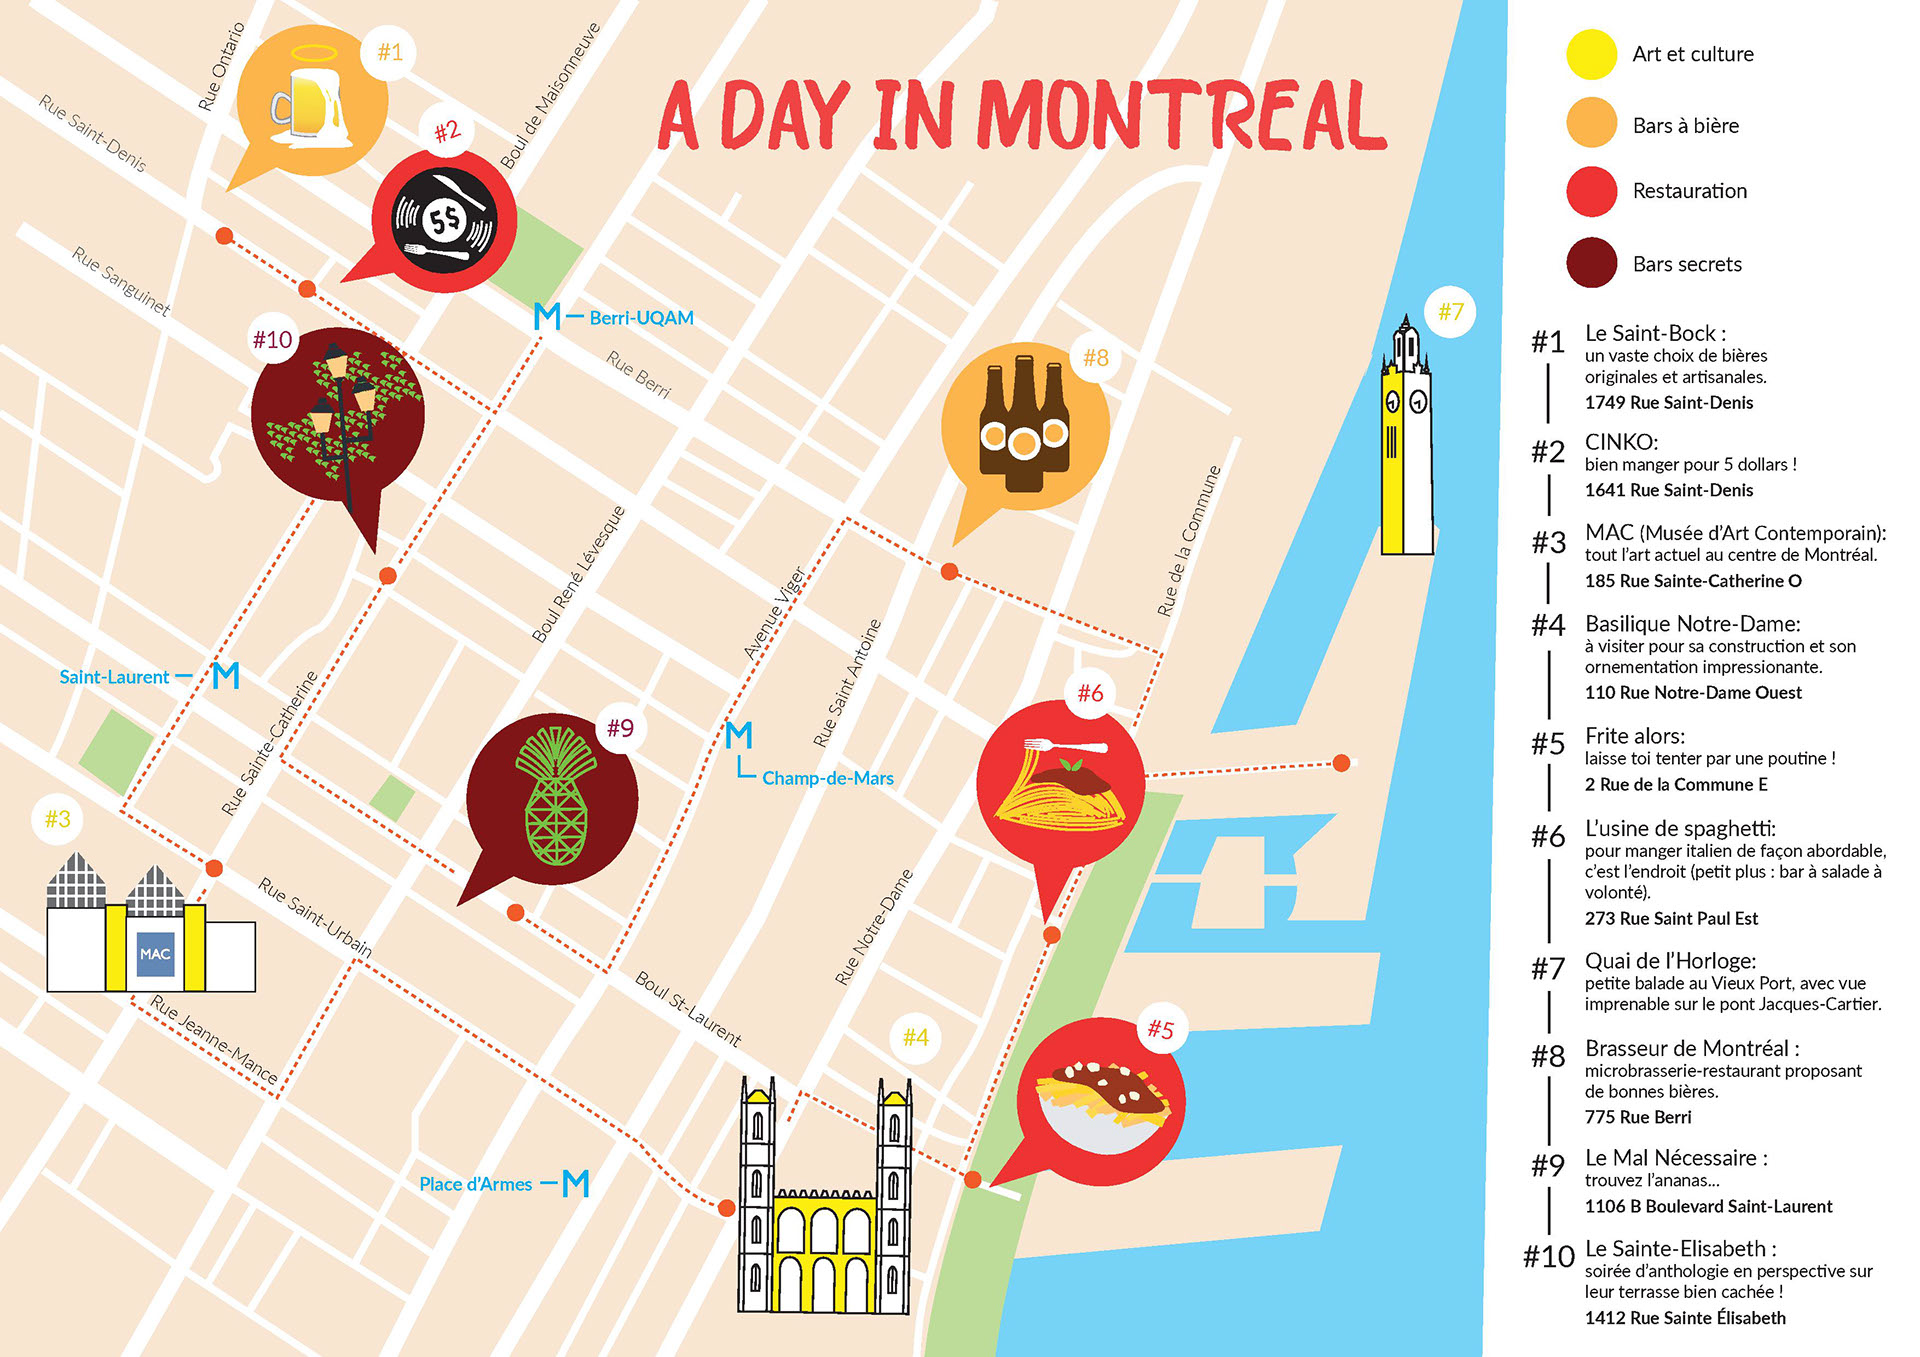 A DAY IN MONTREAL
Rue Ontario
#1
Boul de Maisonneuve
Rue Saint-Denis
#2
5$
Rue Sanguinet
#10
Berri-UQAM
Rue Berri
#8
#7
Rue de la Commune
Boul René Lévesque
Avenue Viger
Rue Saint Antoine
Saint-Laurent
M
M
M
Rue Sainte-Catherine
#9
#6
Champ-de-Mars
#3
MAC
Rue Saint-Urbain
Rue Notre-Dame
Boul St-Laurent
Rue Jeanne-Mance
#4
#5
Place d'Armes
M
Art et culture
Bars à bière
Restauration
Bars secrets
#1
Le Saint-Bock :
un vaste choix de bières
originales et artisanales.
1749 Rue Saint-Denis
#2
CINKO:
bien manger pour 5 dollars !
1641 Rue Saint-Denis
#3
MAC (Musée d'Art Contemporain):
tout l'art actuel au centre de Montréal.
185 Rue Sainte-Catherine O
#4
Basilique Notre-Dame:
à visiter pour sa construction et son
ornementation impressionante.
110 Rue Notre-Dame Ouest
#5
Frite alors:
laisse toi tenter par une poutine !
2 Rue de la Commune E
#6
L'usine de spaghetti:
pour manger italien de façon abordable,
c'est l'endroit (petit plus : bar à salade à
volonté).
273 Rue Saint Paul Est
#7
Quai de l'Horloge:
petite balade au Vieux Port, avec vue
imprenable sur le pont Jacques-Cartier.
#8
Brasseur de Montréal :
microbrasserie-restaurant proposant
de bonnes bières.
775 Rue Berri
#9
Le Mal Nécessaire :
trouvez l'ananas...
1106 B Boulevard Saint-Laurent
#10
Le Sainte-Elisabeth :
soirée d'anthologie en perspective sur
leur terrasse bien cachée !
1412 Rue Sainte Élisabeth